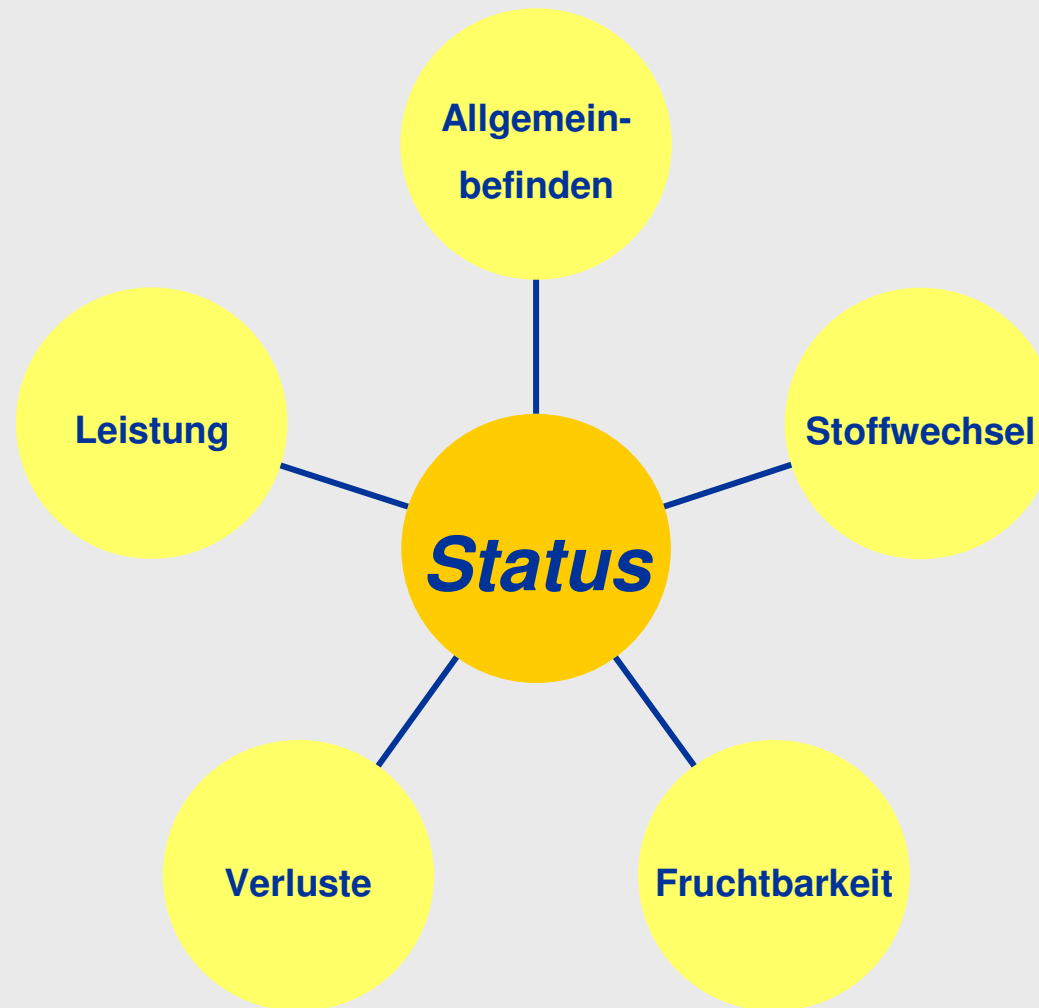 Allgemein-
befinden
Leistung
Stoffwechsel
Status
Verluste
Fruchtbarkeit